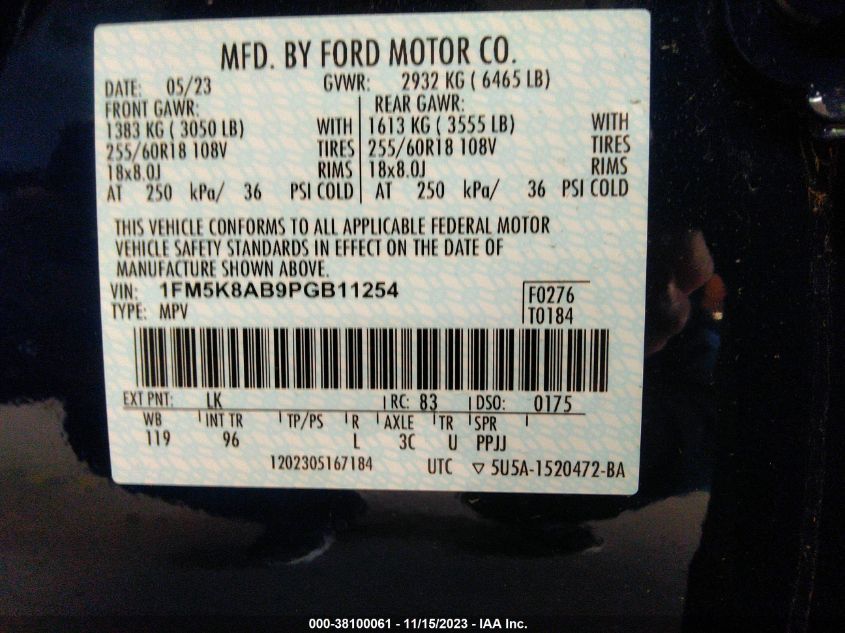 MFD. BY FORD MOTOR CO.
DATE: 05/23 GVWR: 2932 KG ( 6465 LB)
FRONT GAWR: REAR GAWR:
1383 KG ( 3050 LB) WITH 1613 KG ( 3555 LB) WITH
255/60R18 108V TIRES 255/60R18 108V TIRES
18x8.0J RIMS 18x8.0J RIMS
AT 250 kPa/ 36 PSI COLD AT 250 kPa/ 36 PSI COLD
THIS VEHICLE CONFORMS TO ALL APPLICABLE FEDERAL MOTOR
VEHICLE SAFETY STANDARDS IN EFFECT ON THE DATE OF
MANUFACTURE SHOWN ABOVE.
VIN: 1FM5K8AB9PGB11254 F0276
TYPE: MPV T0184
EXT PNT: LK RC: 83 DSO: 0175
WB INT TR TP/PS R AXLE TR SPR
119 96 L 3C U PPJJ
1202305167184 UTC ▽ 5U5A-1520472-BA
000-38100061 - 11/15/2023 - IAA Inc.